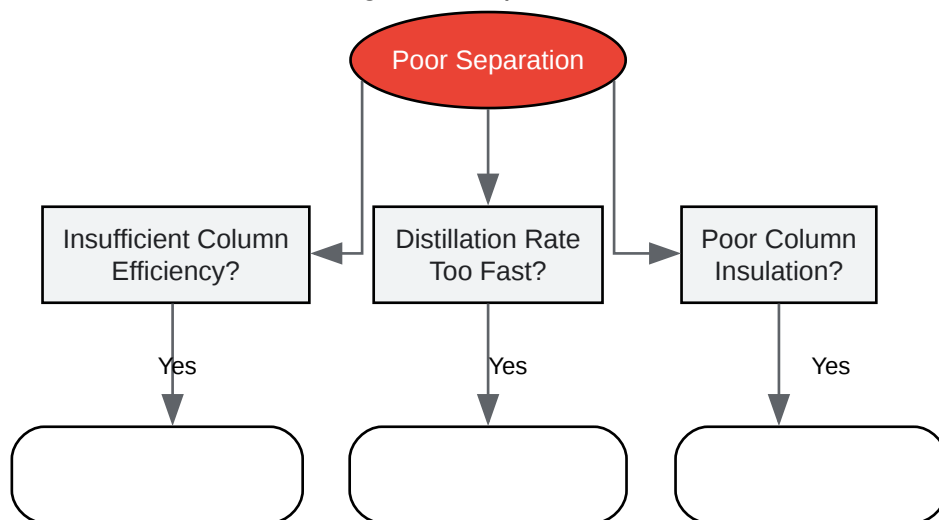 Poor Separation
Insufficient Column
Efficiency?
Distillation Rate
Too Fast?
Poor Column
Insulation?
Yes
Yes
Yes